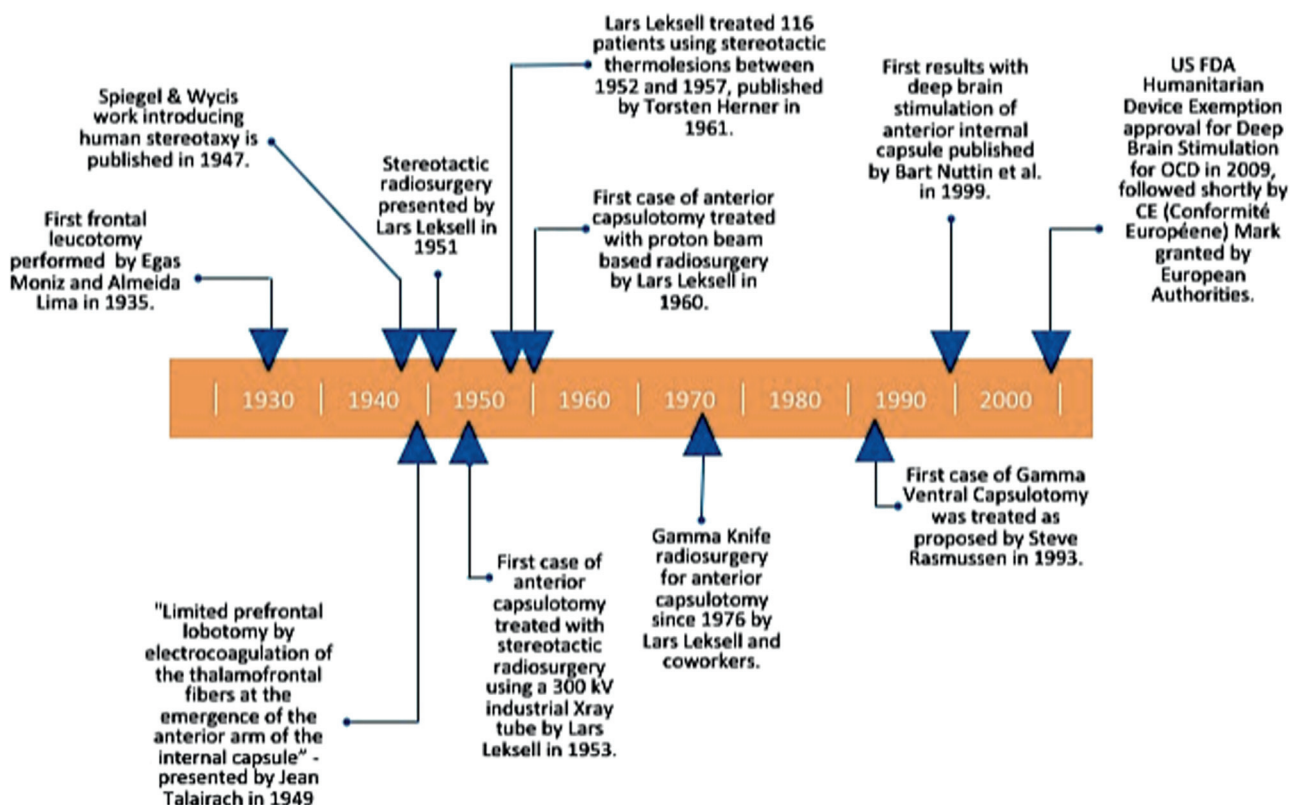 Spiegel & Wycis
work introducing
human stereotaxy is
published in 1947.
First frontal
leucotomy
performed by Egas
Moniz and Almeida
Lima in 1935.
Stereotactic
radiosurgery
presented by
Lars Leksell in
1951
Lars Leksell treated 116
patients using stereotactic
thermolesions between
1952 and 1957, published
by Torsten Herner in
1961.
First case of anterior
capsulotomy treated
with proton beam
based radiosurgery
by Lars Leksell in
1960.
First results with
deep brain
stimulation of
anterior internal
capsule published
by Bart Nuttin et al.
in 1999.
US FDA
Humanitarian
Device Exemption
approval for Deep
Brain Stimulation
for OCD in 2009,
followed shortly by
CE (Conformité
Européene) Mark
granted by
European
Authorities.
1930 1940 1950 1960 1970 1980 1990 2000
"Limited prefrontal
lobotomy by
electrocoagulation of
the thalamofrontal
fibers at the
emergence of the
anterior arm of the
internal capsule” -
presented by Jean
Talairach in 1949
First case of
anterior
capsulotomy
treated with
stereotactic
radiosurgery
using a 300 kV
industrial Xray
tube by Lars
Leksell in 1953.
Gamma Knife
radiosurgery
for anterior
capsulotomy
since 1976 by
Lars Leksell and
coworkers.
First case of Gamma
Ventral Capsulotomy
was treated as
proposed by Steve
Rasmussen in 1993.